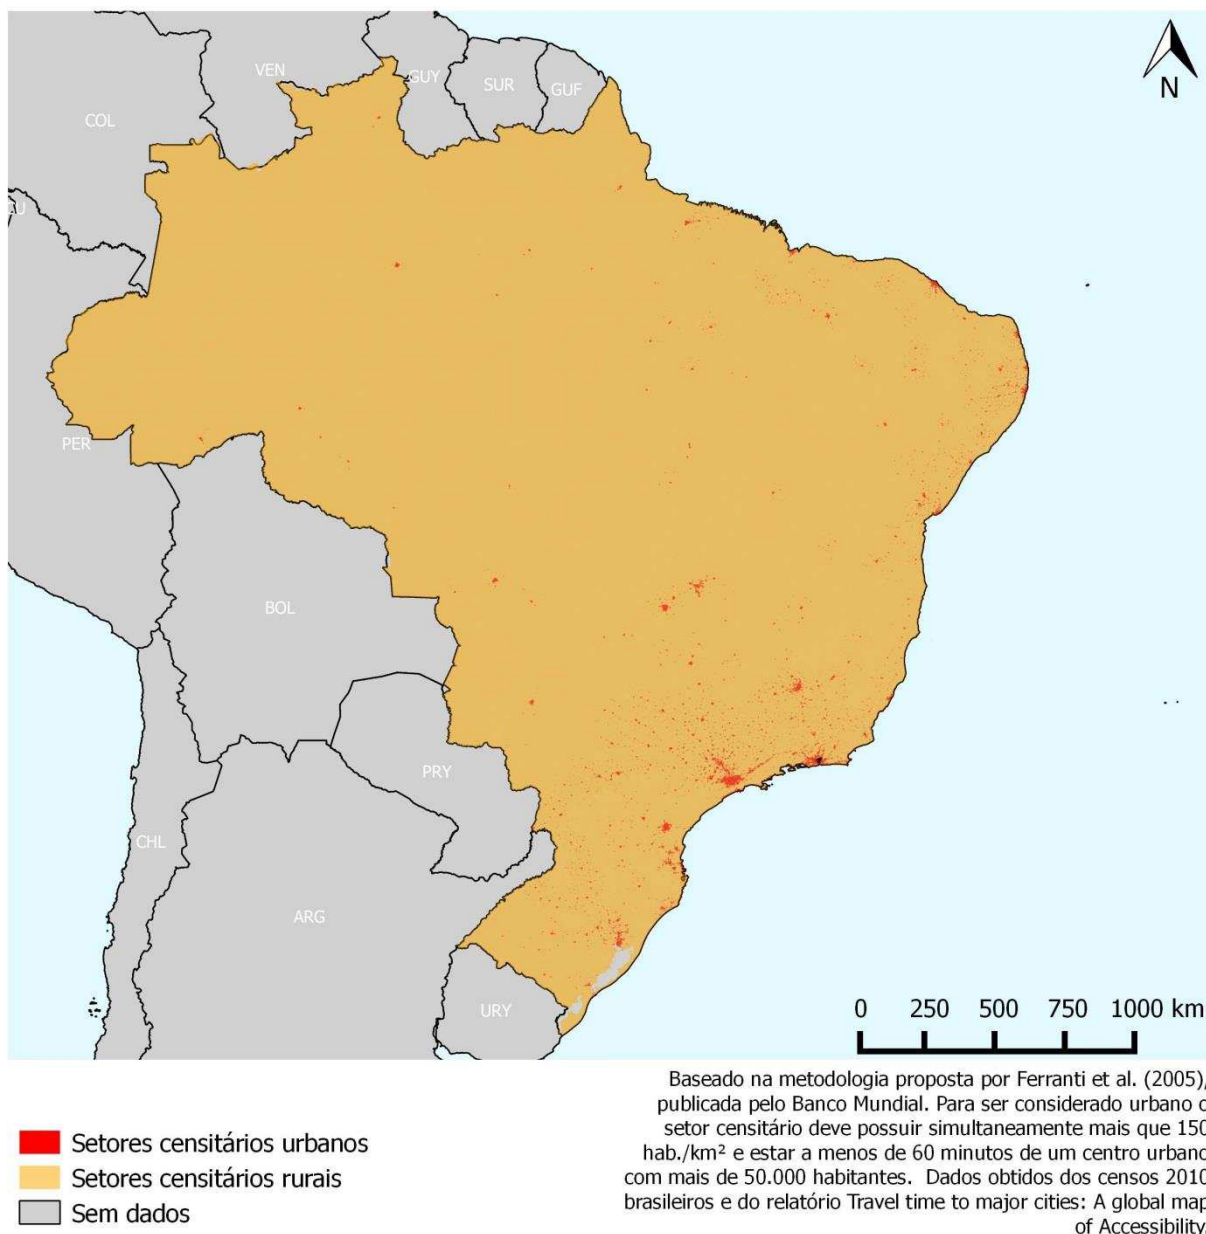 N
VEN
GUY
SUR
GUF
COL
PER
BOL
PRY
CHL
ARG
URY
0 250 500 750 1000 km
Baseado na metodologia proposta por Ferranti et al. (2005),
publicada pelo Banco Mundial. Para ser considerado urbano o
setor censitário deve possuir simultaneamente mais que 150
hab./km² e estar a menos de 60 minutos de um centro urbano
com mais de 50.000 habitantes. Dados obtidos dos censos 2010
brasileiros e do relatório Travel time to major cities: A global map
of Accessibility.
Setores censitários urbanos
Setores censitários rurais
Sem dados